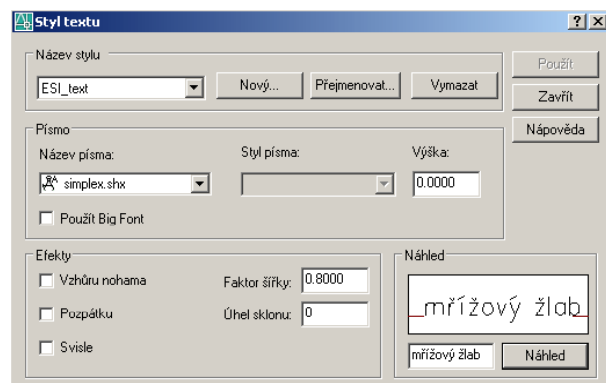 Styl textu
Název stylu
ESI_text
Nový...
Přejmenovat...
Vymazat
Použít
Zavřít
Nápověda
Písmo
Název písma:
Styl písma:
Výška:
simplex.shx
0.0000
Použít Big Font
Efekty
Vzhůru nohama
Pozpátku
Svisle
Faktor šířky:
0.8000
Úhel sklonu:
0
Náhled
mřížový žlab
mřížový žlab
Náhled